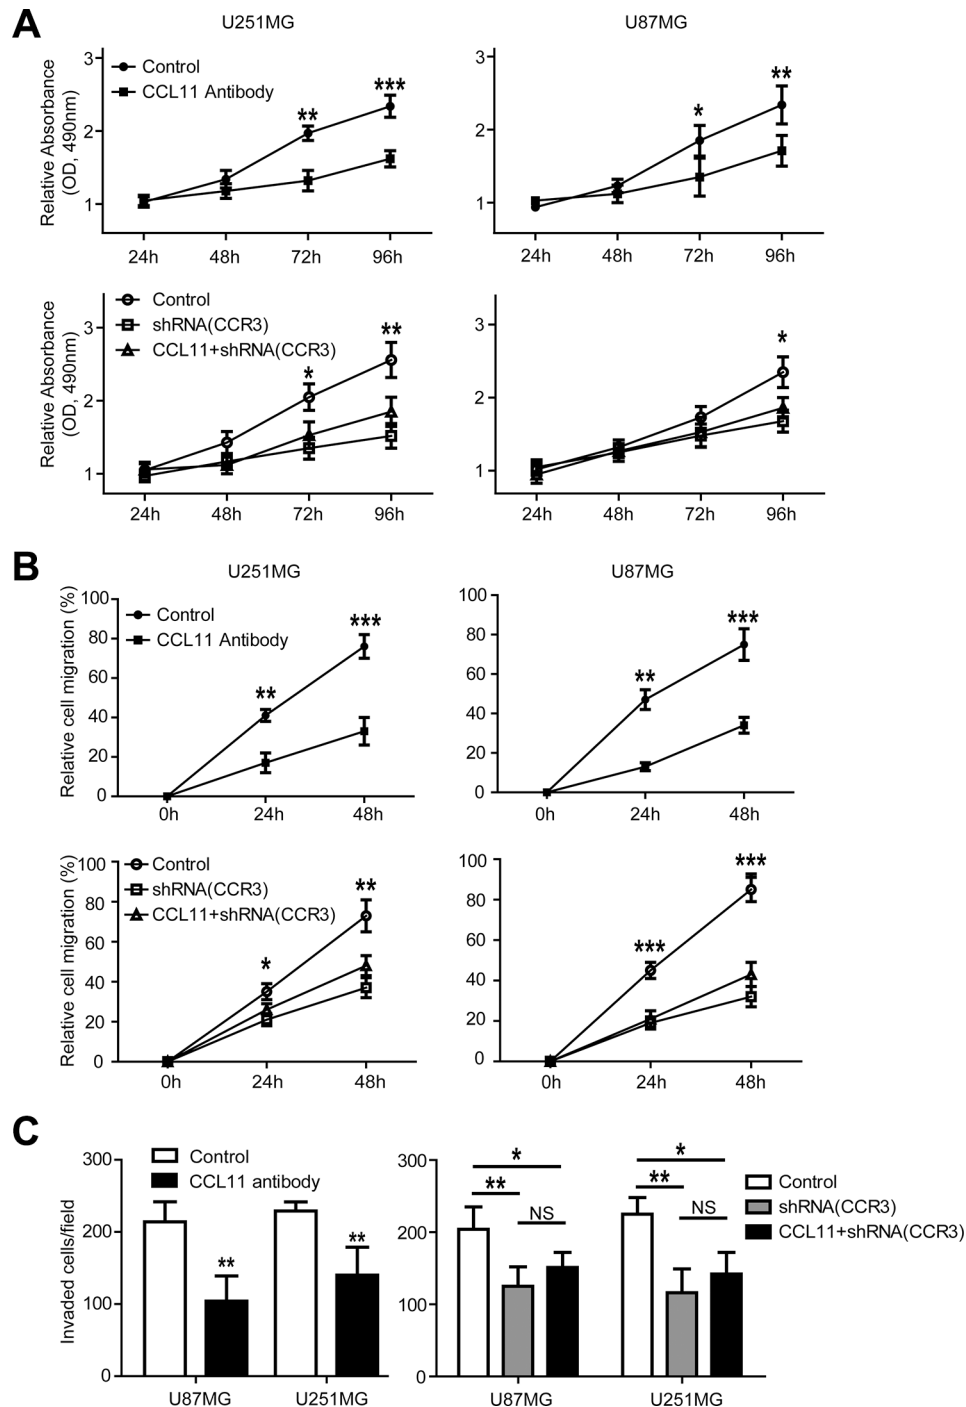 A
U251MG
U87MG
Relative Absorbance
(OD, 490nm)
3
2
1
Control
CCL11 Antibody
**
***
24h 48h 72h 96h
3
2
1
*
**
24h 48h 72h 96h
Relative Absorbance
(OD, 490nm)
3
2
1
Control
shRNA(CCR3)
CCL11+shRNA(CCR3)
*
**
24h 48h 72h 96h
3
2
1
*
24h 48h 72h 96h
B
U251MG
U87MG
Relative cell migration (%)
100
80
60
40
20
0
Control
CCL11 Antibody
**
***
0h 24h 48h
100
80
60
40
20
0
**
***
0h 24h 48h
Relative cell migration (%)
100
80
60
40
20
0
Control
shRNA(CCR3)
CCL11+shRNA(CCR3)
*
**
0h 24h 48h
100
80
60
40
20
0
***
***
0h 24h 48h
C
Invaded cells/field
300
200
100
0
Control
CCL11 antibody
**
**
U87MG U251MG
300
200
100
0
*
**
NS
*
**
NS
Control
shRNA(CCR3)
CCL11+shRNA(CCR3)
U87MG U251MG